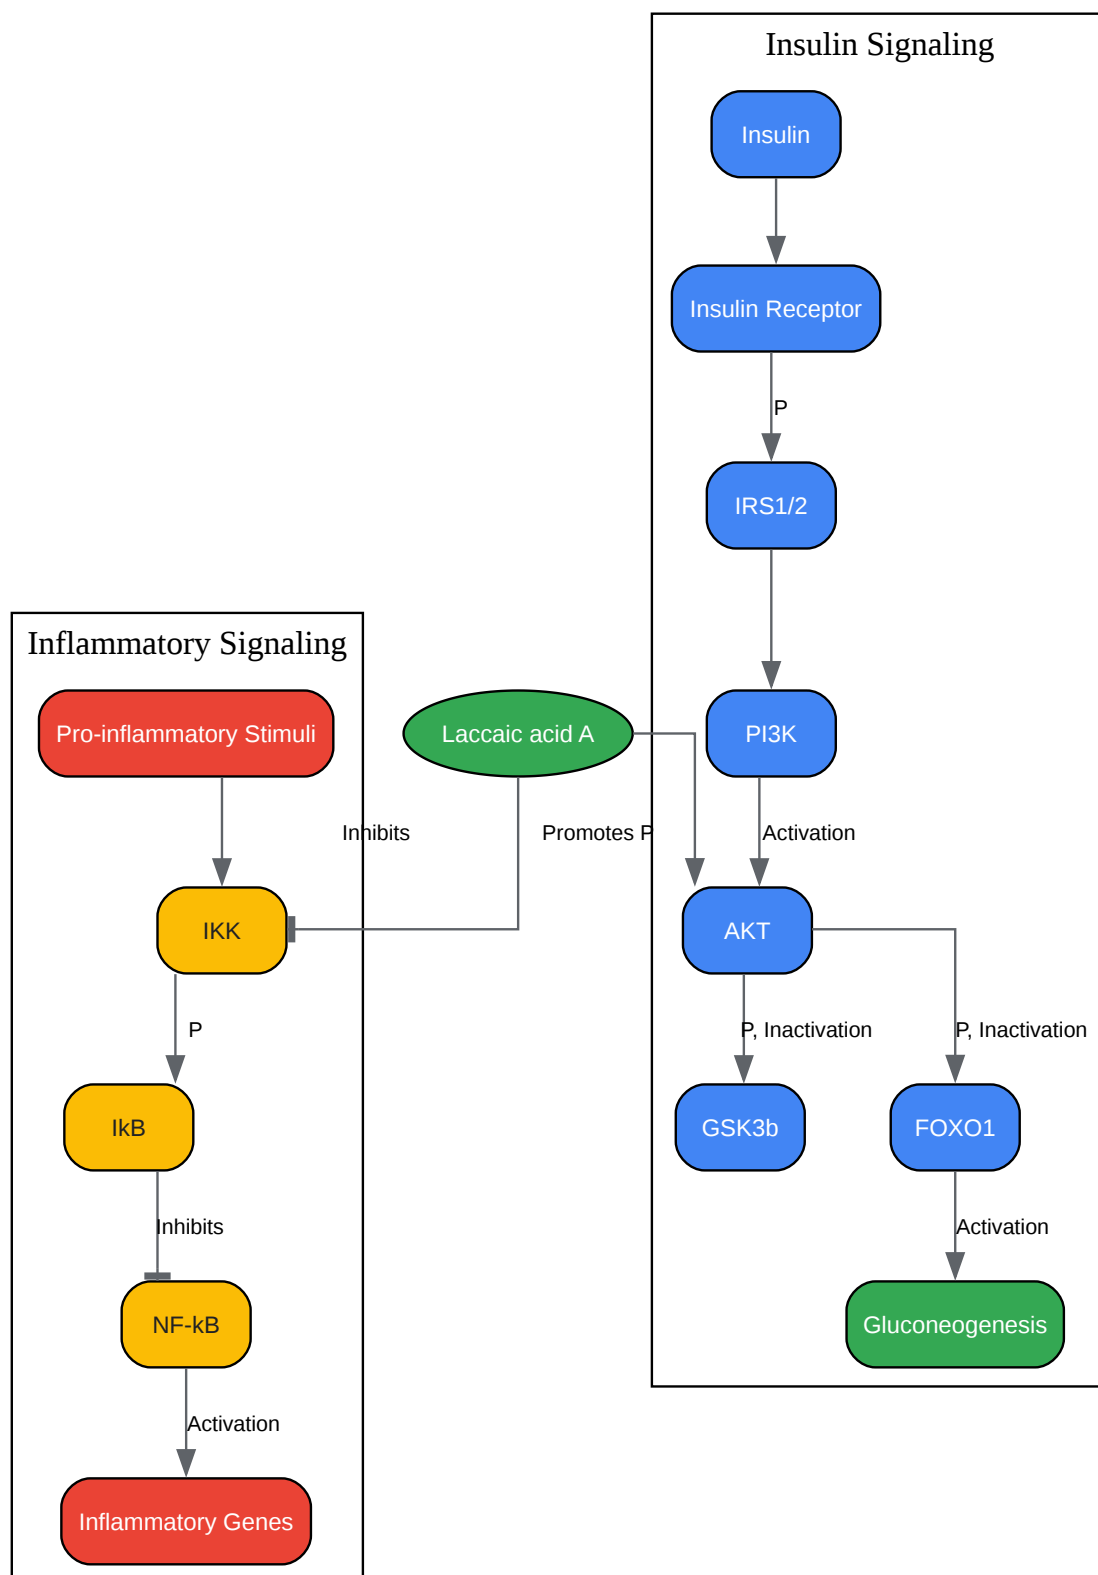 Insulin Signaling
Insulin
Insulin Receptor
P
IRS1/2
Inflammatory Signaling
Pro-inflammatory Stimuli
Laccaic acid A
PI3K
Inhibits
Promotes P
Activation
IKK
AKT
P
P, Inactivation
P, Inactivation
IkB
GSK3b
FOXO1
Inhibits
Activation
NF-kB
Gluconeogenesis
Activation
Inflammatory Genes